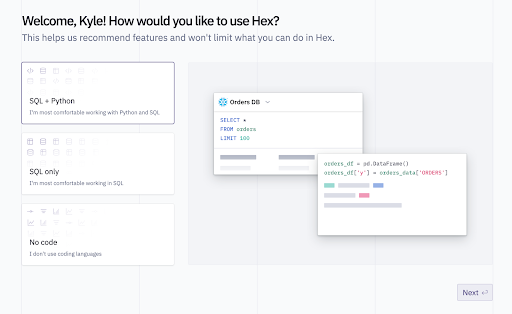 Welcome, Kyle! How would you like to use Hex?
This helps us recommend features and won't limit what you can do in Hex.
SQL + Python
I'm most comfortable working with Python and SQL
SQL only
I'm most comfortable working in SQL
No code
I don't use coding languages
Orders DB
SELECT *
FROM orders
LIMIT 100
orders_df = pd.DataFrame()
orders_df['y'] = orders_data['ORDERS']
Next